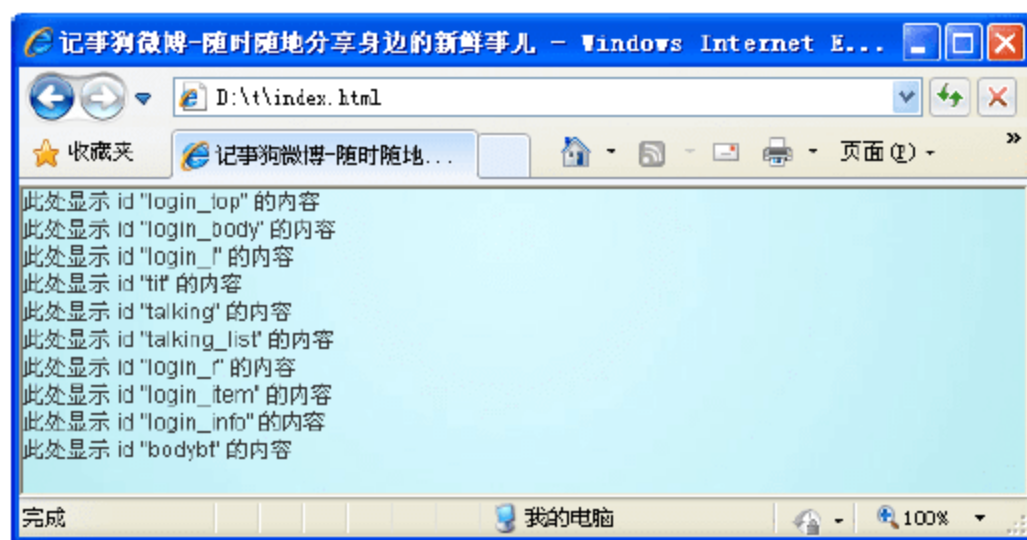 记事狗微博-随时随地分享身边的新鲜事儿 - Windows Internet E...
D:\t\index.html
收藏夹 记事狗微博-随时随地... 页面(P) »
此处显示 id "login_top" 的内容
此处显示 id "login_body" 的内容
此处显示 id "login_l" 的内容
此处显示 id "tit" 的内容
此处显示 id "talking" 的内容
此处显示 id "talking_list" 的内容
此处显示 id "login_r" 的内容
此处显示 id "login_item" 的内容
此处显示 id "login_info" 的内容
此处显示 id "bodybt" 的内容
完成 我的电脑 100%